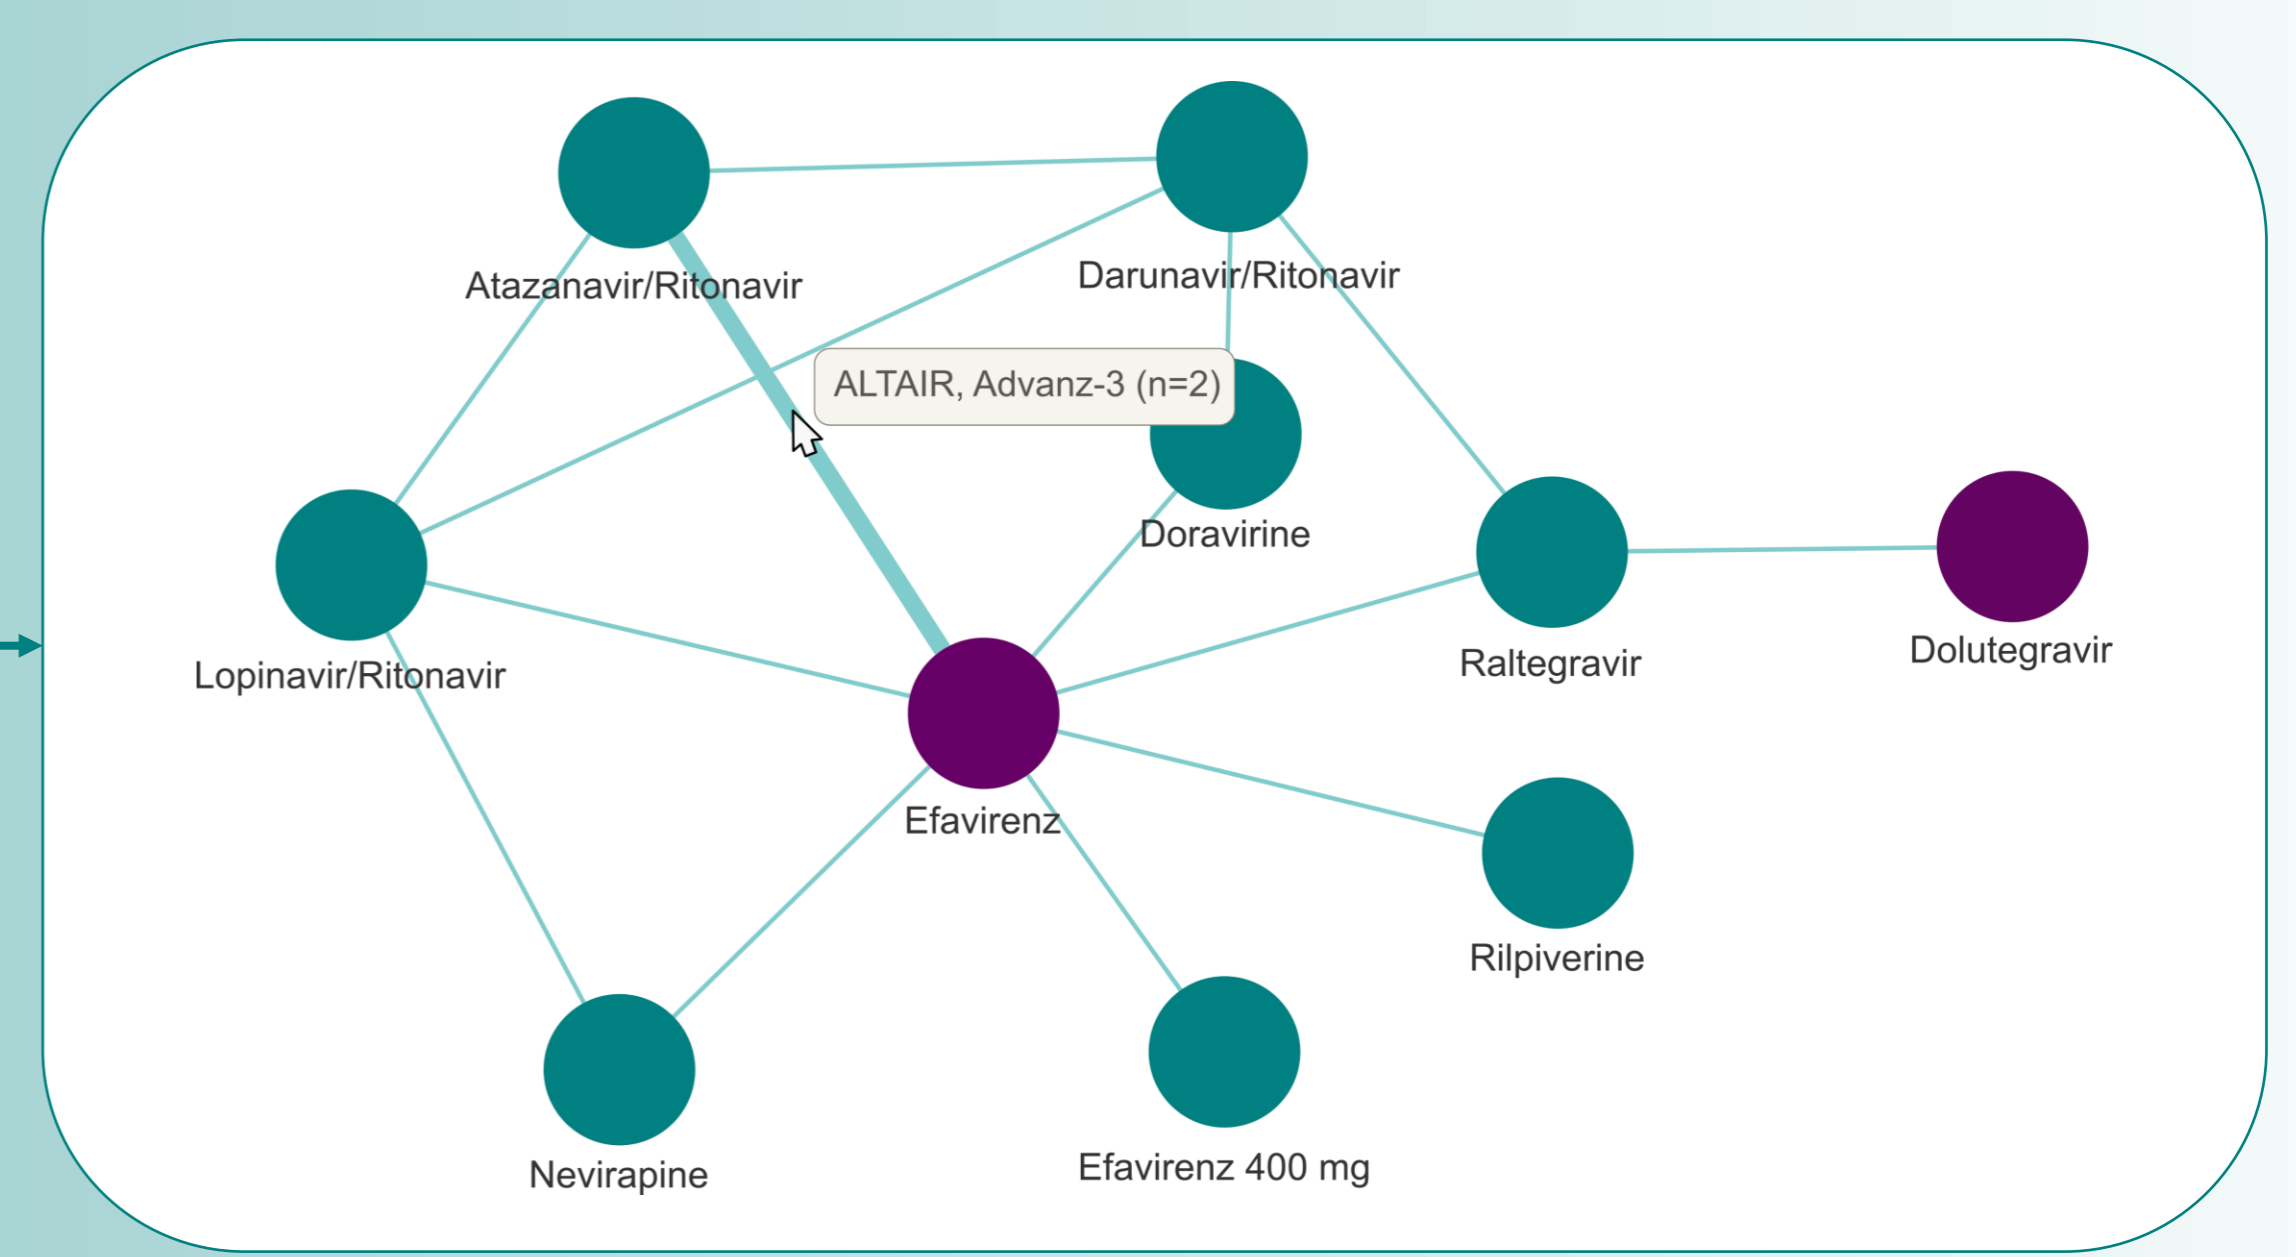 Atazanavir/Ritonavir
Darunavir/Ritonavir
ALTAIR, Advanz-3 (n=2)
Doravirine
Lopinavir/Ritonavir
Raltegravir
Dolutegravir
Efavirenz
Rilpiverine
Nevirapine
Efavirenz 400 mg